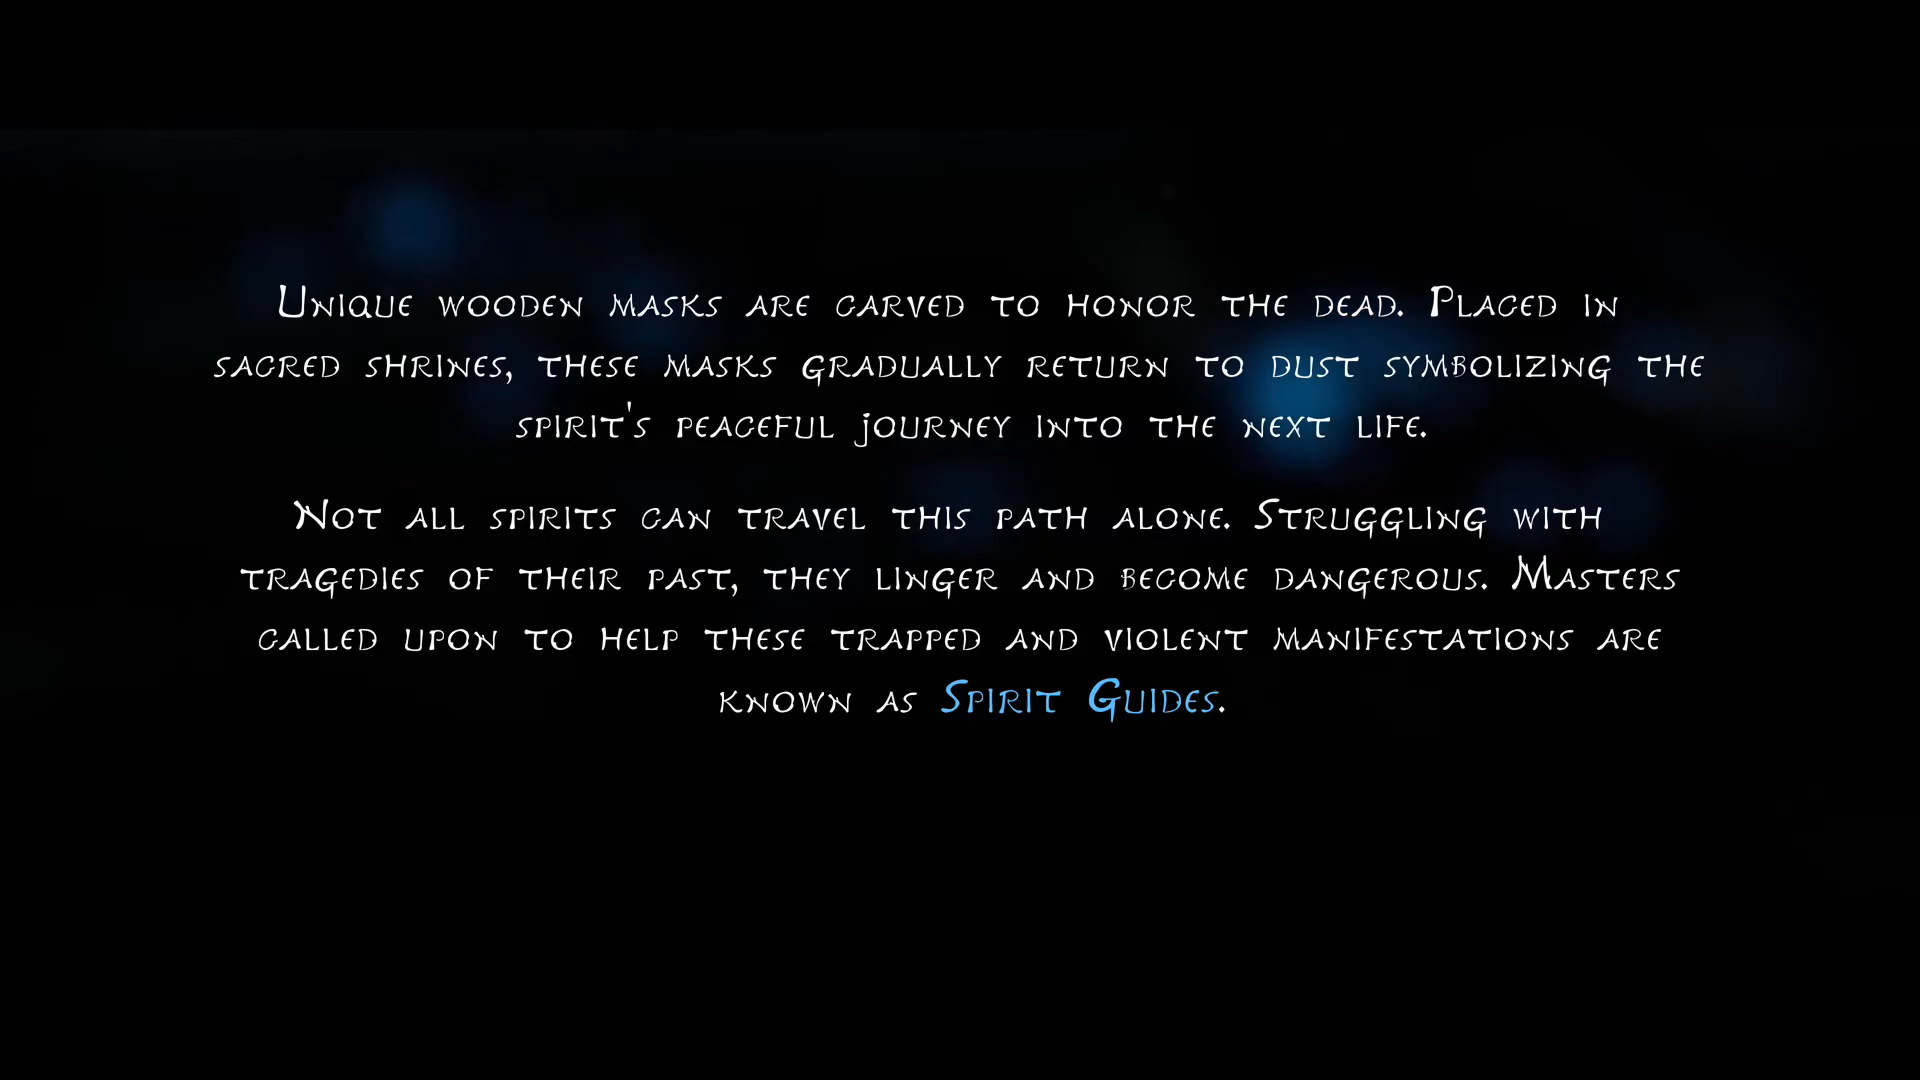 Unique wooden masks are carved to honor the dead. Placed in
sacred shrines, these masks gradually return to dust symbolizing the
spirit's peaceful journey into the next life.
Not all spirits can travel this path alone. Struggling with
tragedies of their past, they linger and become dangerous. Masters
called upon to help these trapped and violent manifestations are
known as Spirit Guides.